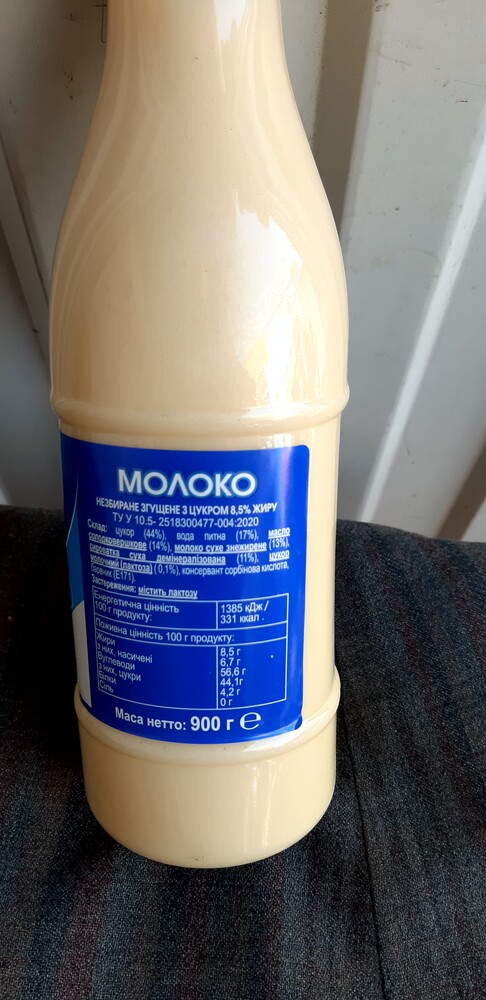 МОЛОКО
НЕЗБИРАНЕ ЗГУЩЕНЕ З ЦУКРОМ 8,5% ЖИРУ
ТУ У 10.5- 2518300477-004:2020
Склад: цукор (44%), вода питна (17%), масло
солодковершкове (14%), молоко сухе знежирене (13%),
сироватка суха демінералізована (11%), цукор
молочний (лактоза) ( 0,1%), консервант сорбінова кислота,
барвник (Е171).
Застереження: містить лактозу
Енергетична цінність 1385 кДж /
100 г продукту: 331 ккал .
Поживна цінність 100 г продукту:
Жири 8,5 г
з них, насичені 6,7 г
Вуглеводи 56,6 г
з них, цукри 44,1г
Білки 4,2 г
Сіль 0 г
Маса нетто: 900 г ℮